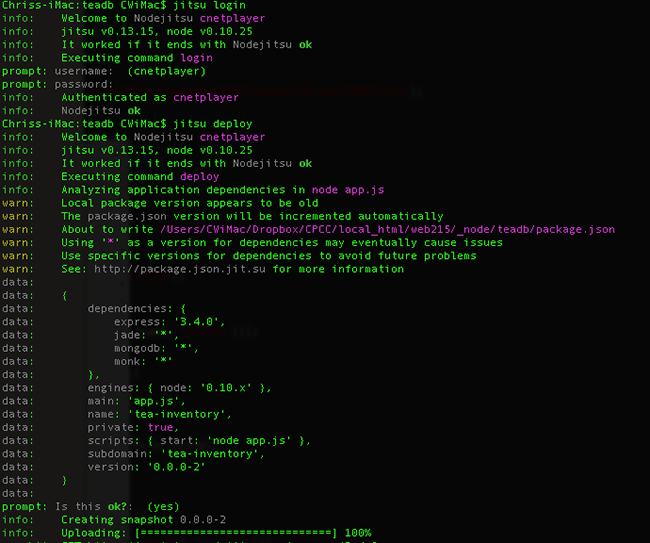 Chriss-iMac:teadb CWiMac$ jitsu login
info:    Welcome to Nodejitsu cnetplayer
info:    jitsu v0.13.15, node v0.10.25
info:    It worked if it ends with Nodejitsu ok
info:    Executing command login
prompt: username:  (cnetplayer)
prompt: password:
info:    Authenticated as cnetplayer
info:    Nodejitsu ok
Chriss-iMac:teadb CWiMac$ jitsu deploy
info:    Welcome to Nodejitsu cnetplayer
info:    jitsu v0.13.15, node v0.10.25
info:    It worked if it ends with Nodejitsu ok
info:    Executing command deploy
info:    Analyzing application dependencies in node app.js
warn:    Local package version appears to be old
warn:    The package.json version will be incremented automatically
warn:    About to write /Users/CWiMac/Dropbox/CPCC/local_html/web215/_node/teadb/package.json
warn:    Using '*' as a version for dependencies may eventually cause issues
warn:    Use specific versions for dependencies to avoid future problems
warn:    See: http://package.json.jit.su for more information
data:
data:    {
data:        dependencies: {
data:            express: '3.4.0',
data:            jade: '*',
data:            mongodb: '*',
data:            monk: '*'
data:        },
data:        engines: { node: '0.10.x' },
data:        main: 'app.js',
data:        name: 'tea-inventory',
data:        private: true,
data:        scripts: { start: 'node app.js' },
data:        subdomain: 'tea-inventory',
data:        version: '0.0.0-2'
data:    }
data:
prompt: Is this ok?:  (yes)
info:    Creating snapshot 0.0.0-2
info:    Uploading: [=============================] 100%